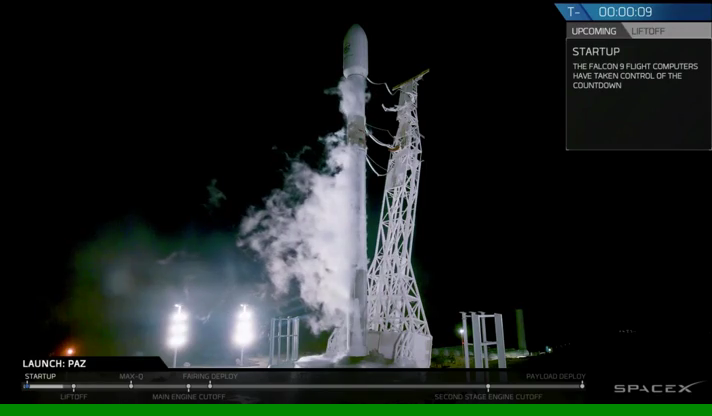 T- 00:00:09
UPCOMING LIFTOFF
STARTUP
THE FALCON 9 FLIGHT COMPUTERS
HAVE TAKEN CONTROL OF THE
COUNTDOWN
LAUNCH: PAZ
STARTUP MAX-Q FAIRING DEPLOY PAYLOAD DEPLOY
LIFTOFF MAIN ENGINE CUTOFF SECOND STAGE ENGINE CUTOFF
SPACEX